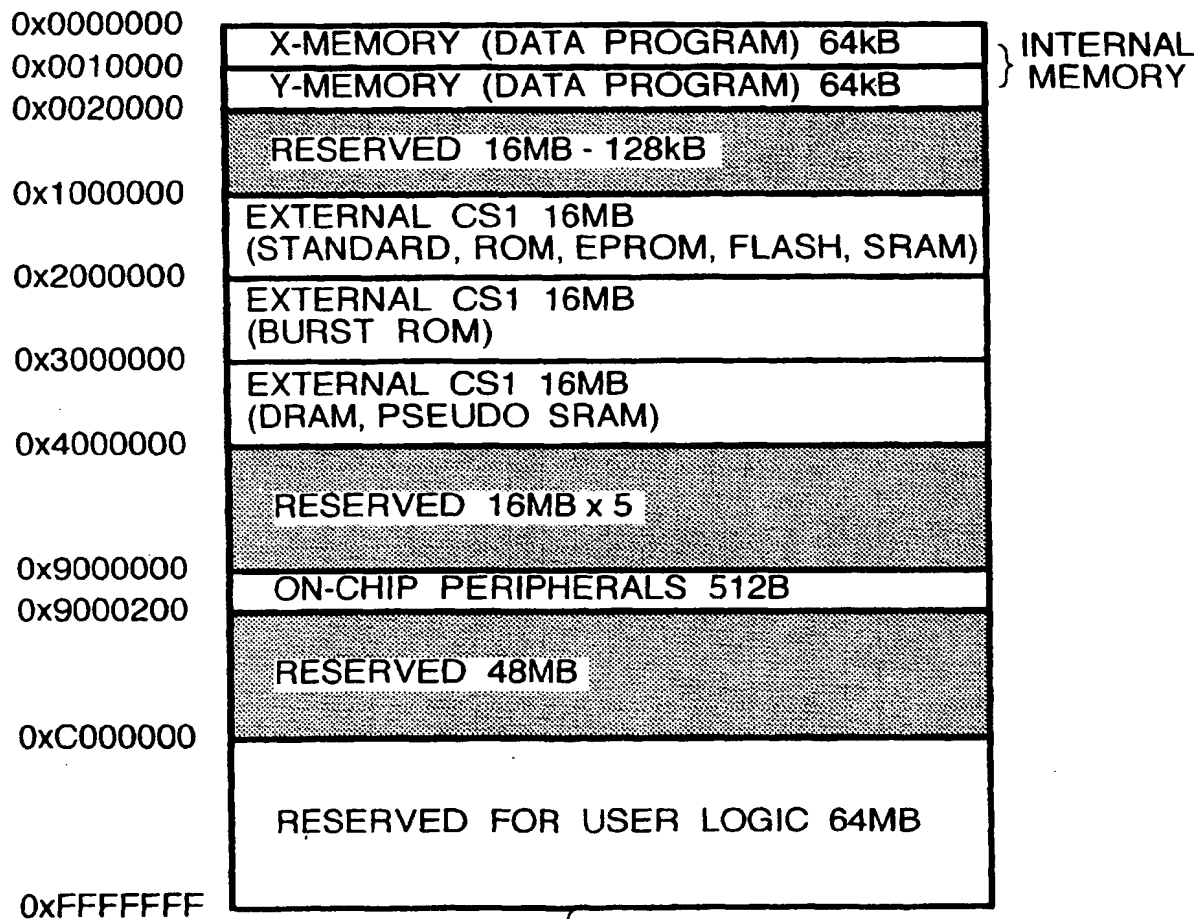 0x0000000
X-MEMORY (DATA PROGRAM) 64kB
0x0010000
Y-MEMORY (DATA PROGRAM) 64kB
INTERNAL
MEMORY
0x0020000
RESERVED 16MB - 128kB
0x1000000
EXTERNAL CS1 16MB
(STANDARD, ROM, EPROM, FLASH, SRAM)
0x2000000
EXTERNAL CS1 16MB
(BURST ROM)
0x3000000
EXTERNAL CS1 16MB
(DRAM, PSEUDO SRAM)
0x4000000
RESERVED 16MB x 5
0x9000000
ON-CHIP PERIPHERALS 512B
0x9000200
RESERVED 48MB
0xC000000
RESERVED FOR USER LOGIC 64MB
0xFFFFFFF